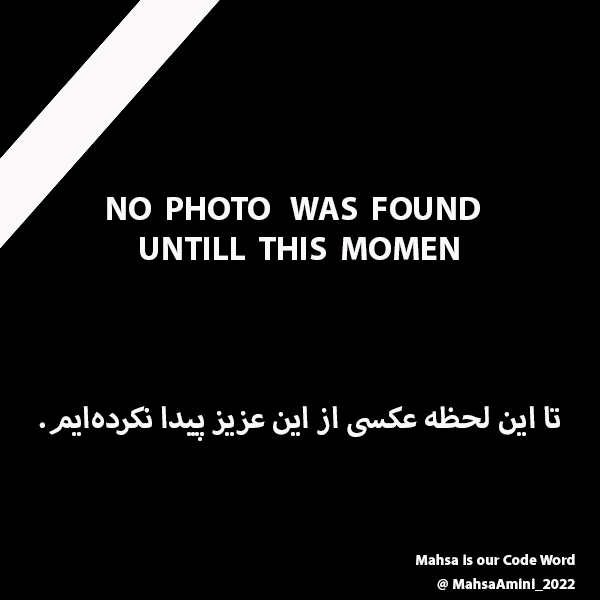 NO PHOTO WAS FOUND
UNTILL THIS MOMEN
تا این لحظه عکسی از این عزیز پیدا نکرده‌ایم.
Mahsa is our Code Word
@ MahsaAmini_2022